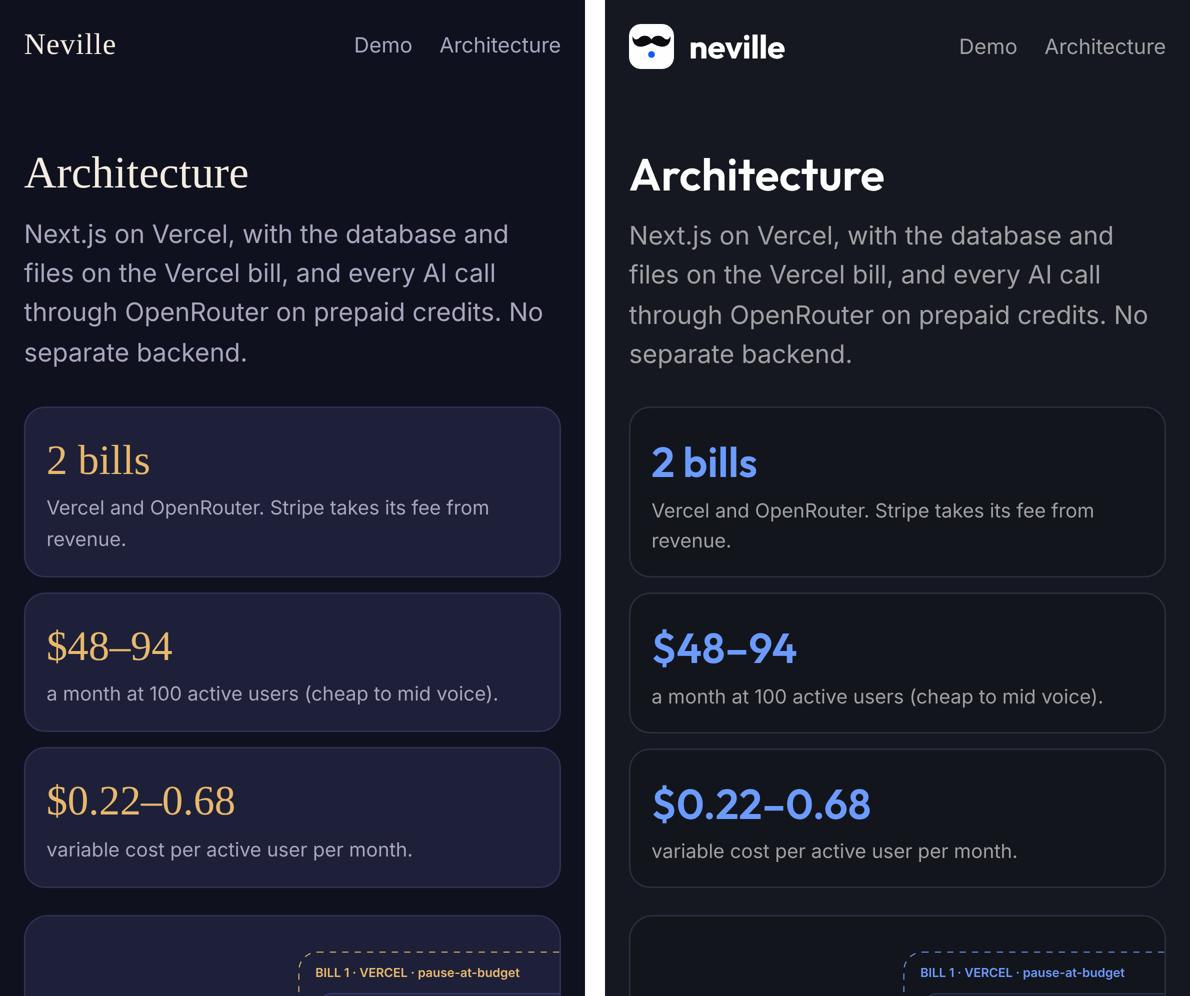 Neville
Demo
Architecture
Architecture
Next.js on Vercel, with the database and
files on the Vercel bill, and every AI call
through OpenRouter on prepaid credits. No
separate backend.
2 bills
Vercel and OpenRouter. Stripe takes its fee from
revenue.
$48–94
a month at 100 active users (cheap to mid voice).
$0.22–0.68
variable cost per active user per month.
BILL 1 · VERCEL · pause-at-budget
neville
Demo
Architecture
Architecture
Next.js on Vercel, with the database and
files on the Vercel bill, and every AI call
through OpenRouter on prepaid credits. No
separate backend.
2 bills
Vercel and OpenRouter. Stripe takes its fee from
revenue.
$48–94
a month at 100 active users (cheap to mid voice).
$0.22–0.68
variable cost per active user per month.
BILL 1 · VERCEL · pause-at-budget